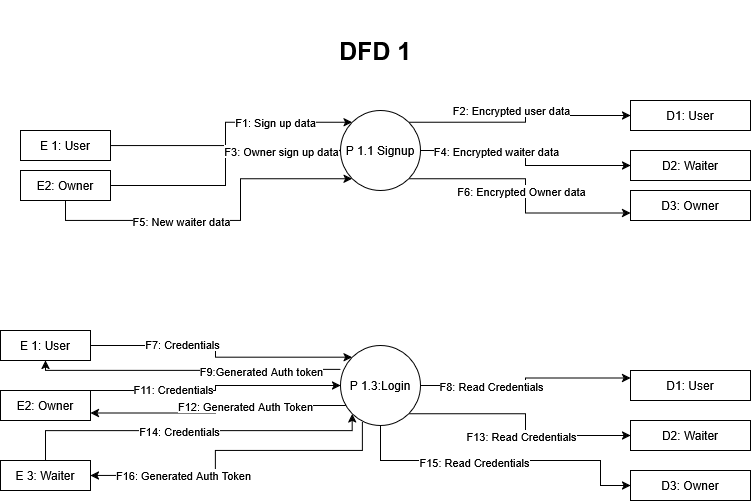 DFD 1
F2: Encrypted user data
D1: User
F1: Sign up data
E 1: User
F3: Owner sign up data
P 1.1 Signup
F4: Encrypted waiter data
D2: Waiter
E2: Owner
F6: Encrypted Owner data
D3: Owner
F5: New waiter data
E 1: User
F7: Credentials
F9:Generated Auth token
P 1.3:Login
F8: Read Credentials
D1: User
F11: Credentials
E2: Owner
F12: Generated Auth Token
F14: Credentials
F13: Read Credentials
D2: Waiter
F15: Read Credentials
E 3: Waiter
F16: Generated Auth Token
D3: Owner